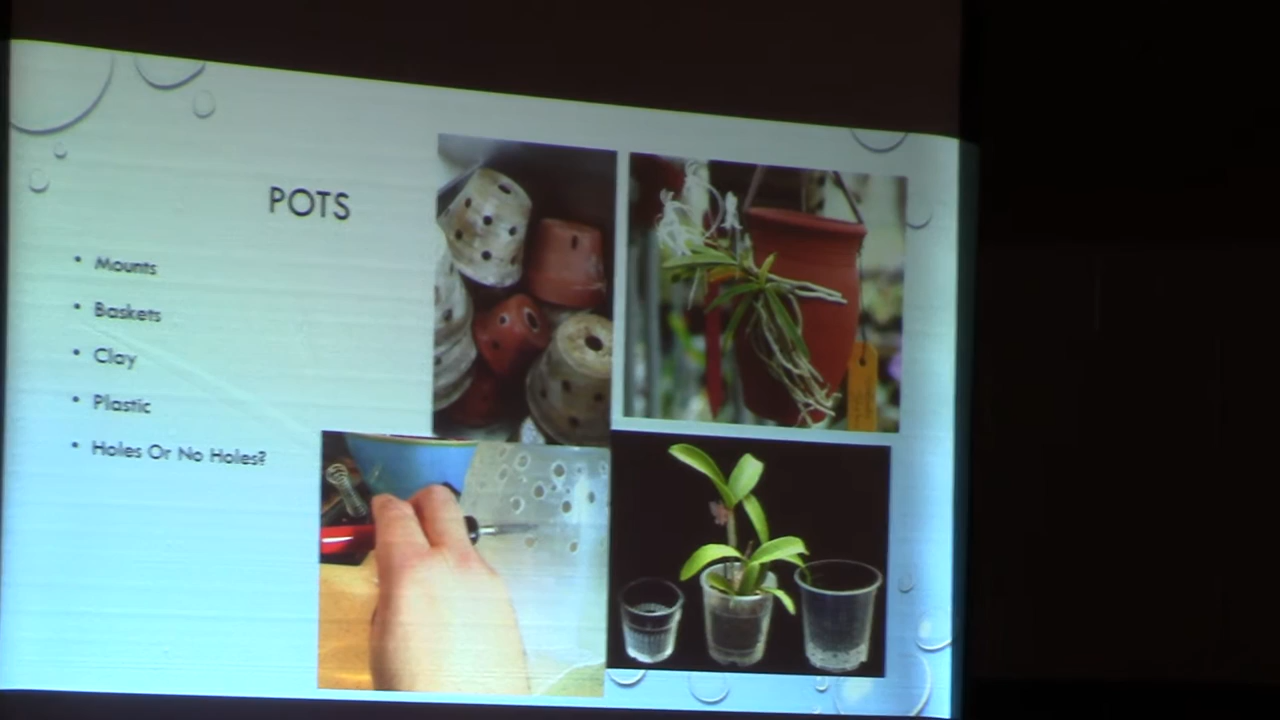 POTS
• Mounts
• Baskets
• Clay
• Plastic
• Holes Or No Holes?